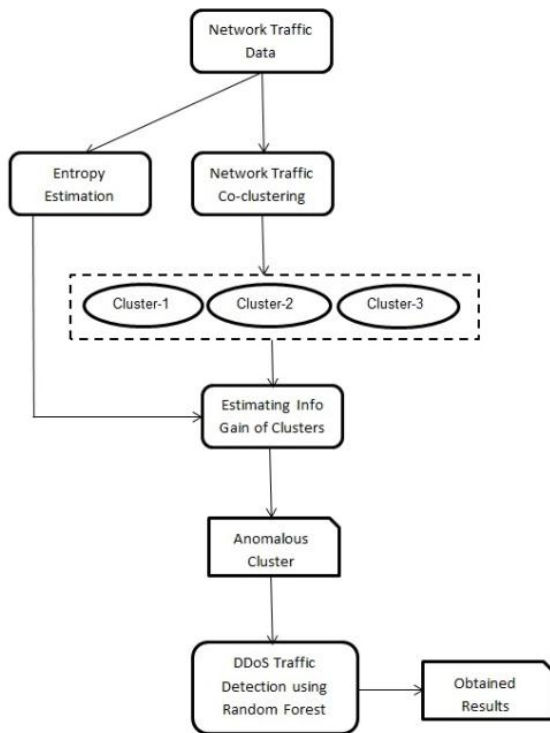 Network Traffic
Data
Entropy
Estimation
Network Traffic
Co-clustering
Cluster-1
Cluster-2
Cluster-3
Estimating Info
Gain of Clusters
Anomalous
Cluster
DDoS Traffic
Detection using
Random Forest
Obtained
Results